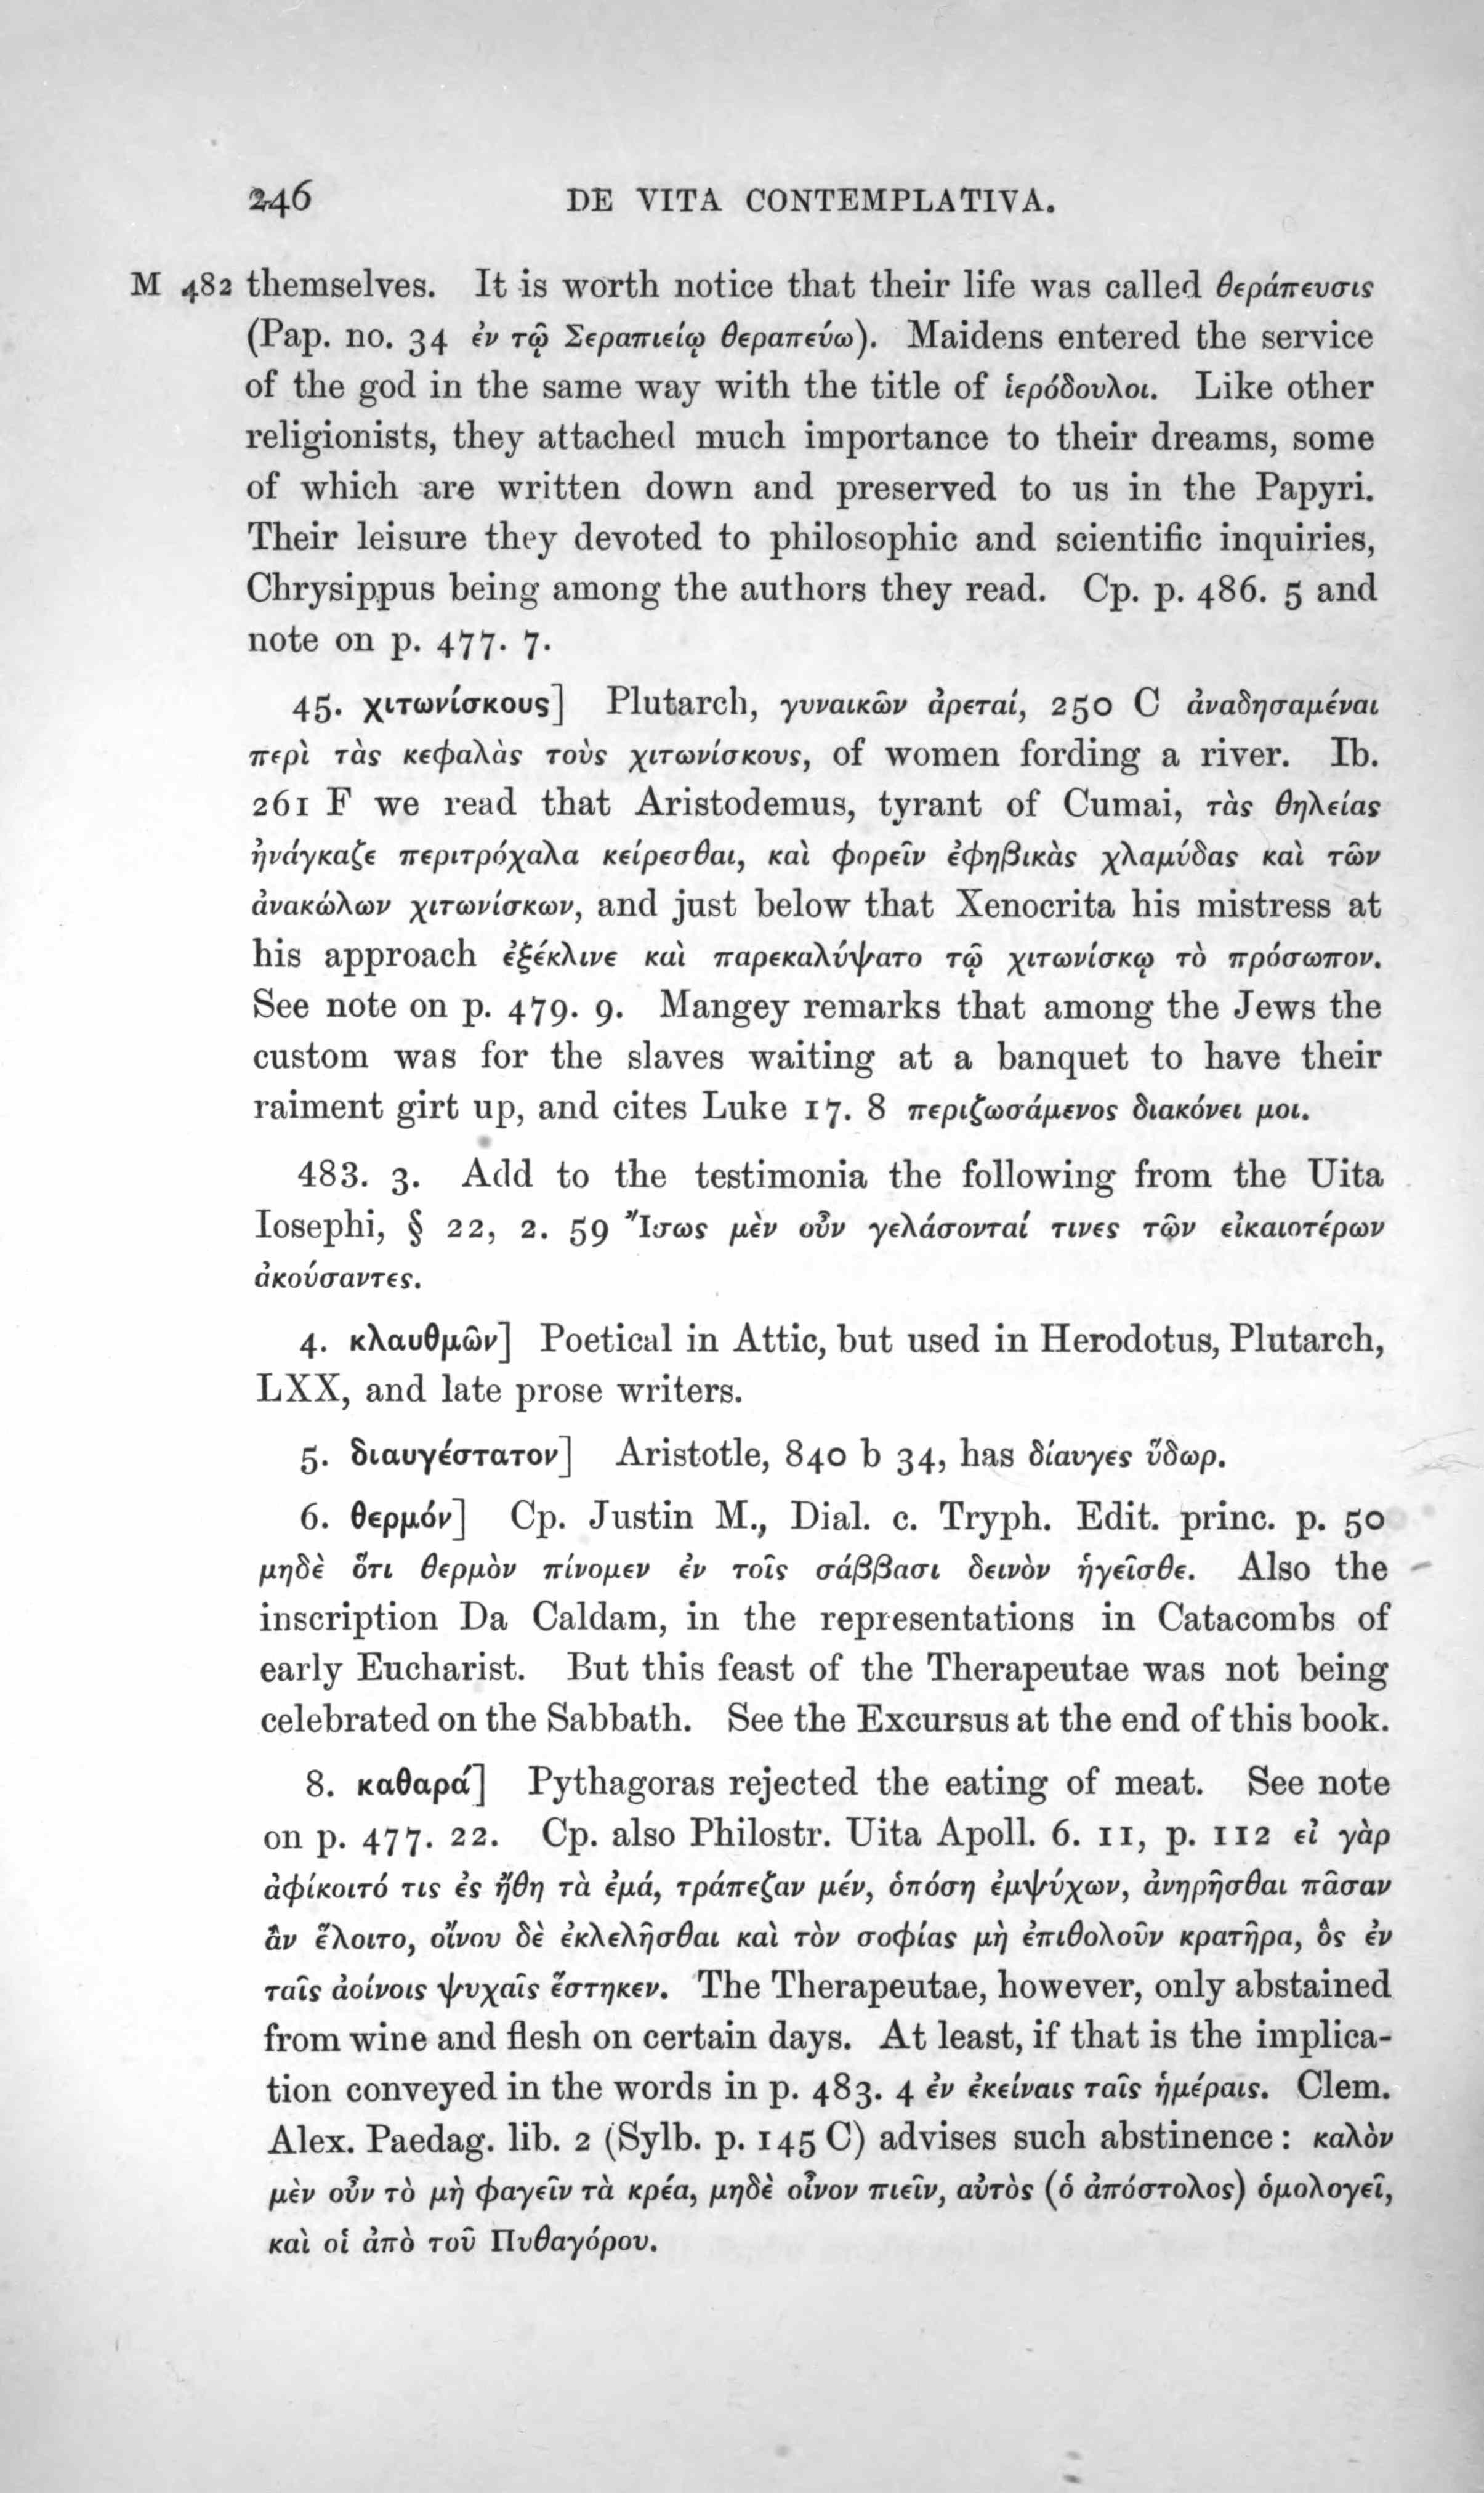 246 DE VITA CONTEMPLATIVA.
M 482 themselves. It is worth notice that their life was called θεράπευσις
(Pap. no. 34 ἐν τῷ Σεραπιείῳ θεραπεύω). Maidens entered the service
of the god in the same way with the title of ἱερόδουλοι. Like other
religionists, they attached much importance to their dreams, some
of which are written down and preserved to us in the Papyri.
Their leisure they devoted to philosophic and scientific inquiries,
Chrysippus being among the authors they read. Cp. p. 486. 5 and
note on p. 477. 7.
45. χιτωνίσκους] Plutarch, γυναικῶν ἀρεταί, 250 C ἀναδησαμέναι
περὶ τὰς κεφαλὰς τοὺς χιτωνίσκους, of women fording a river. Ib.
261 F we read that Aristodemus, tyrant of Cumai, τὰς θηλείας
ἠνάγκαζε περιτρόχαλα κείρεσθαι, καὶ φορεῖν ἐφηβικὰς χλαμύδας καὶ τῶν
ἀνακώλων χιτωνίσκων, and just below that Xenocrita his mistress at
his approach ἐξέκλινε καὶ παρεκαλύψατο τῷ χιτωνίσκῳ τὸ πρόσωπον.
See note on p. 479. 9. Mangey remarks that among the Jews the
custom was for the slaves waiting at a banquet to have their
raiment girt up, and cites Luke 17. 8 περιζωσάμενος διακόνει μοι.
483. 3. Add to the testimonia the following from the Uita
Iosephi, § 22, 2. 59 Ἴσως μὲν οὖν γελάσονταί τινες τῶν εἰκαιοτέρων
ἀκούσαντες.
4. κλαυθμῶν] Poetical in Attic, but used in Herodotus, Plutarch,
LXX, and late prose writers.
5. διαυγέστατον] Aristotle, 840 b 34, has δίαυγες ὕδωρ.
6. θερμόν] Cp. Justin M., Dial. c. Tryph. Edit. princ. p. 50
μηδὲ ὅτι θερμὸν πίνομεν ἐν τοῖς σάββασι δεινὸν ἡγεῖσθε. Also the
inscription Da Caldam, in the representations in Catacombs of
early Eucharist. But this feast of the Therapeutae was not being
celebrated on the Sabbath. See the Excursus at the end of this book.
8. καθαρά] Pythagoras rejected the eating of meat. See note
on p. 477. 22. Cp. also Philostr. Uita Apoll. 6. 11, p. 112 εἰ γὰρ
ἀφίκοιτό τις ἐς ἤθη τὰ ἐμά, τράπεζαν μέν, ὁπόση ἐμψύχων, ἀνηρῆσθαι πᾶσαν
ἂν ἕλοιτο, οἴνου δὲ ἐκλελῆσθαι καὶ τὸν σοφίας μὴ ἐπιθολοῦν κρατῆρα, ὃς ἐν
ταῖς ἀοίνοις ψυχαῖς ἕστηκεν. The Therapeutae, however, only abstained
from wine and flesh on certain days. At least, if that is the implica-
tion conveyed in the words in p. 483. 4 ἐν ἐκείναις ταῖς ἡμέραις. Clem.
Alex. Paedag. lib. 2 (Sylb. p. 145 C) advises such abstinence: καλὸν
μὲν οὖν τὸ μὴ φαγεῖν τὰ κρέα, μηδὲ οἶνον πιεῖν, αὐτὸς (ὁ ἀπόστολος) ὁμολογεῖ,
καὶ οἱ ἀπὸ τοῦ Πυθαγόρου.